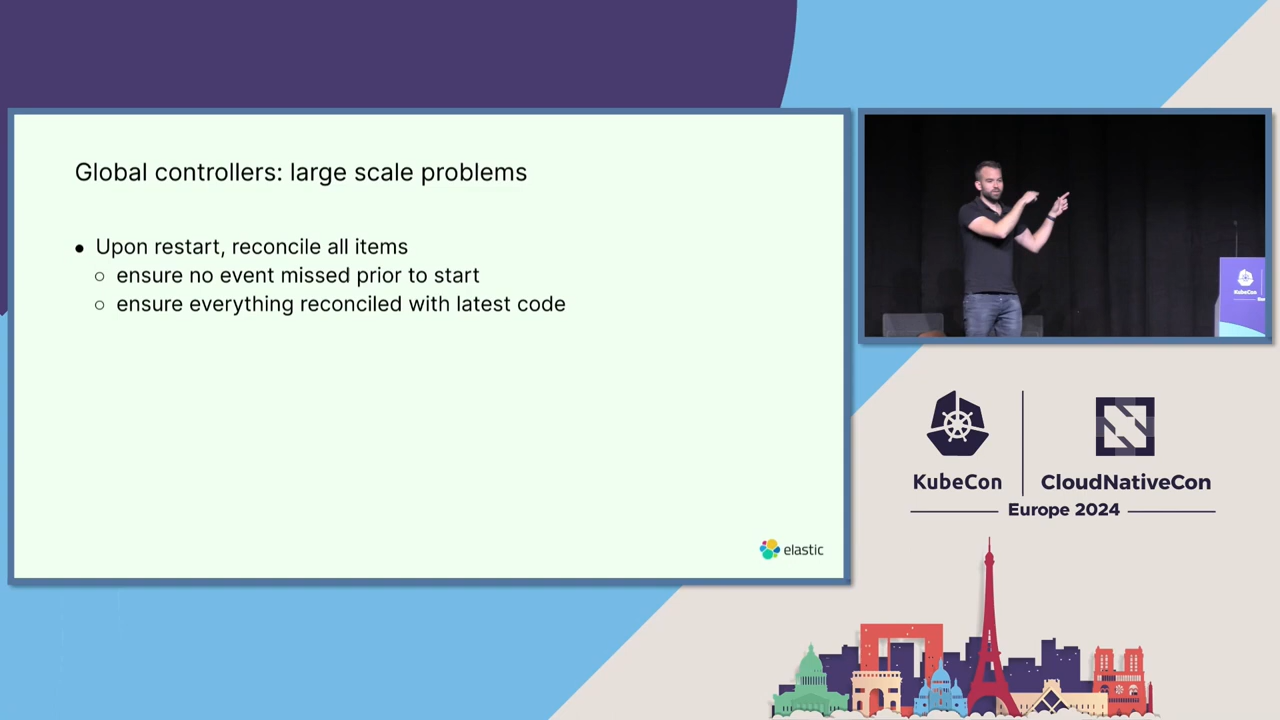 Global controllers: large scale problems
● Upon restart, reconcile all items
○ ensure no event missed prior to start
○ ensure everything reconciled with latest code
elastic
KubeCon
KubeCon
CloudNativeCon
Europe 2024